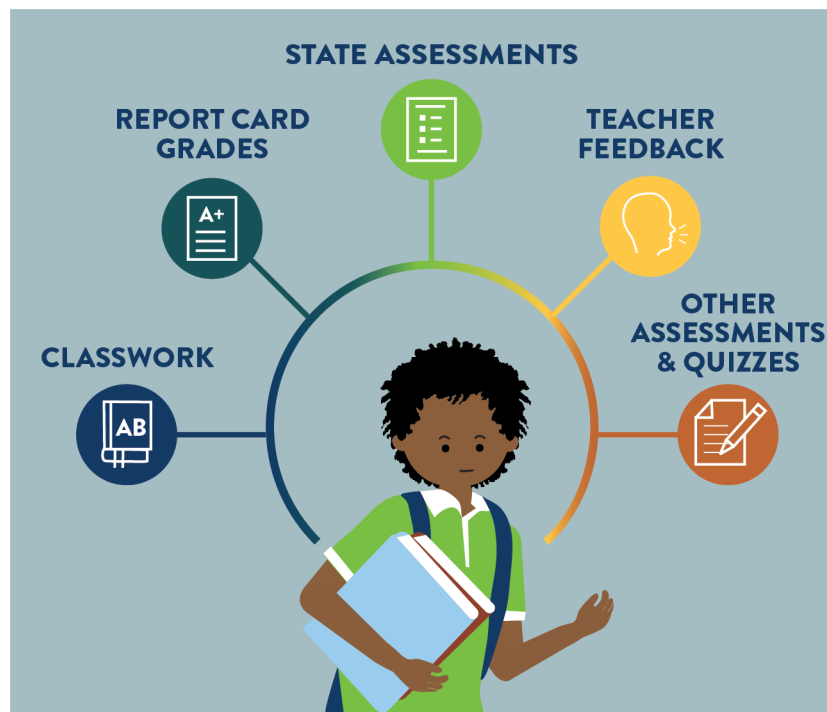 STATE ASSESSMENTS
REPORT CARD
GRADES
A+
TEACHER
FEEDBACK
CLASSWORK
AB
OTHER
ASSESSMENTS
& QUIZZES